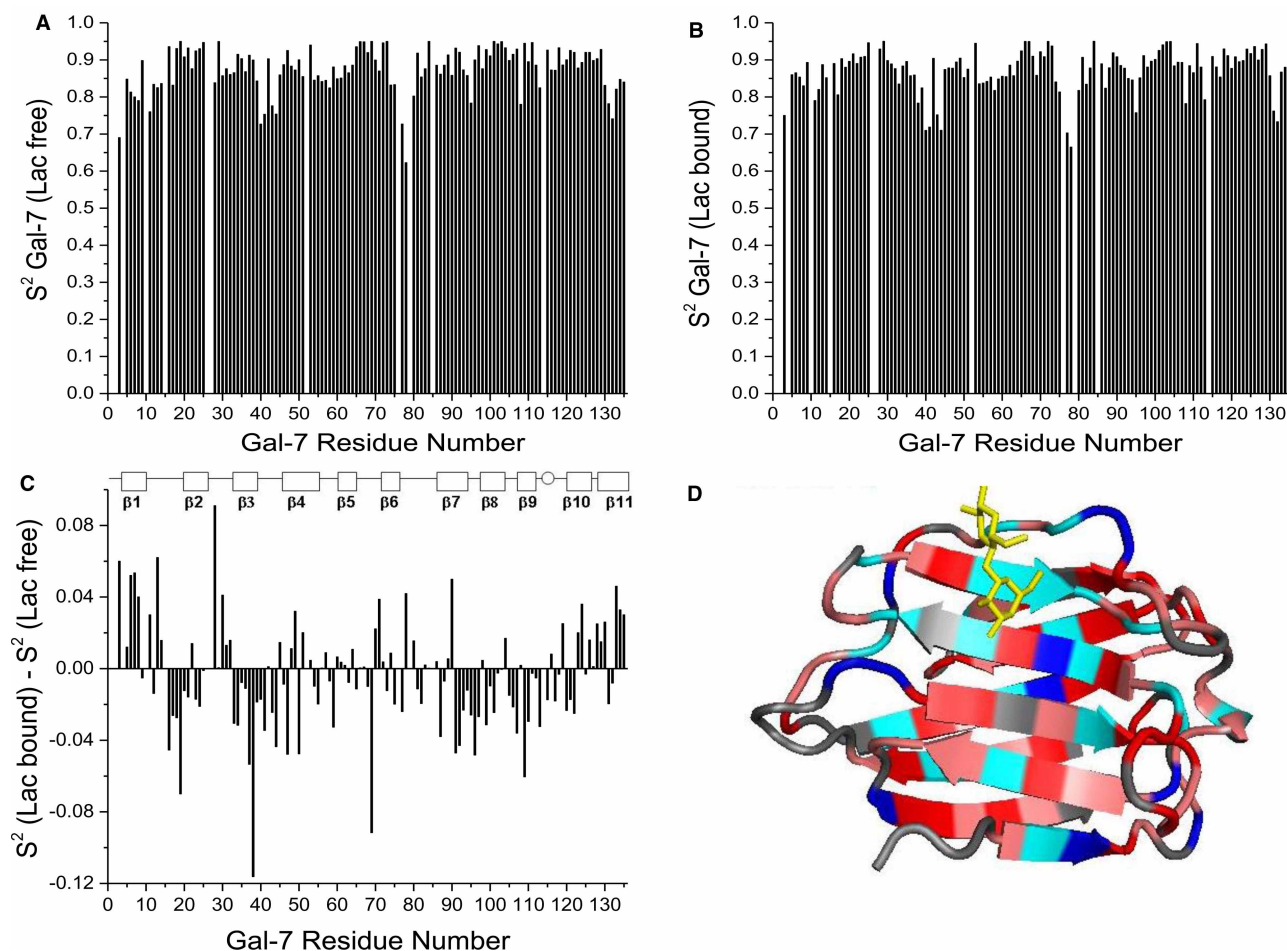 A
S² Gal-7 (Lac free)
1.0
0.9
0.8
0.7
0.6
0.5
0.4
0.3
0.2
0.1
0.0
0 10 20 30 40 50 60 70 80 90 100 110 120 130
Gal-7 Residue Number
B
S² Gal-7 (Lac bound)
1.0
0.9
0.8
0.7
0.6
0.5
0.4
0.3
0.2
0.1
0.0
0 10 20 30 40 50 60 70 80 90 100 110 120 130
Gal-7 Residue Number
C
β1 β2 β3 β4 β5 β6 β7 β8 β9 β10 β11
S² (Lac bound) - S² (Lac free)
0.08
0.04
0.00
-0.04
-0.08
-0.12
0 10 20 30 40 50 60 70 80 90 100 110 120 130
Gal-7 Residue Number
D